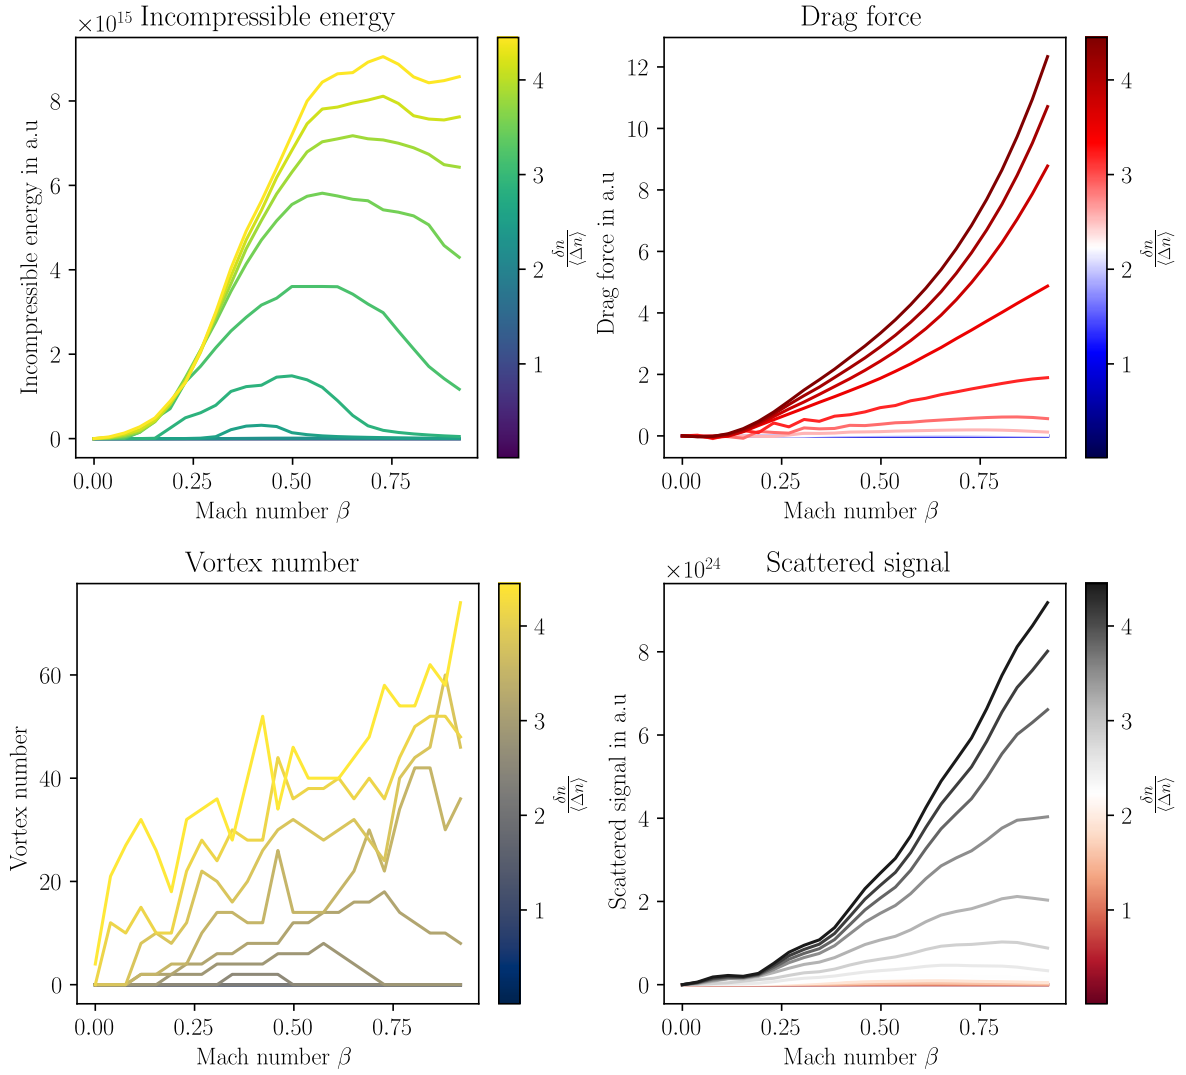 ×10^15 Incompressible energy
Incompressible energy in a.u
8
6
4
2
0
0.00 0.25 0.50 0.75
Mach number β
4
3
2
1
δn
⟨Δn⟩
Drag force
Drag force in a.u
12
10
8
6
4
2
0
0.00 0.25 0.50 0.75
Mach number β
4
3
2
1
δn
⟨Δn⟩
Vortex number
Vortex number
60
40
20
0
0.00 0.25 0.50 0.75
Mach number β
4
3
2
1
δn
⟨Δn⟩
×10^24 Scattered signal
Scattered signal in a.u
8
6
4
2
0
0.00 0.25 0.50 0.75
Mach number β
4
3
2
1
δn
⟨Δn⟩